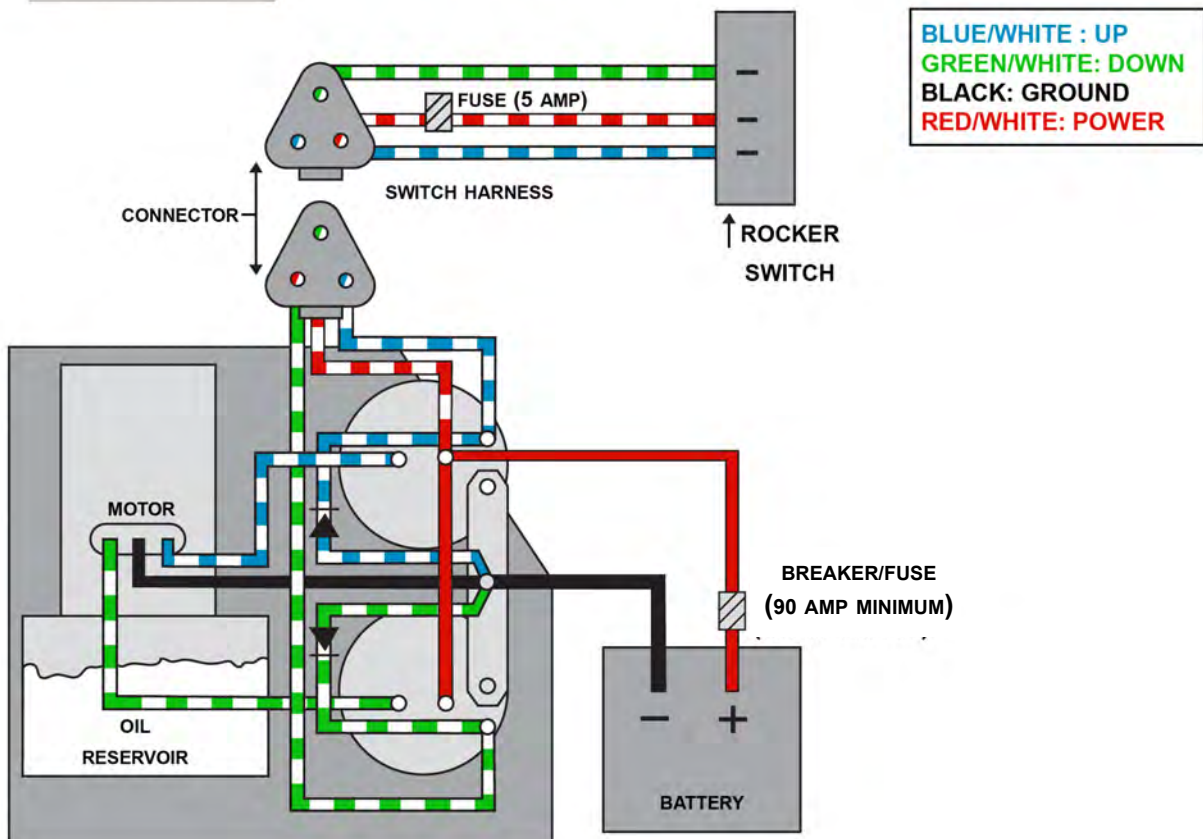 BLUE/WHITE : UP
GREEN/WHITE: DOWN
BLACK: GROUND
RED/WHITE: POWER
FUSE (5 AMP)
SWITCH HARNESS
CONNECTOR
ROCKER
SWITCH
MOTOR
BREAKER/FUSE
(90 AMP MINIMUM)
OIL
RESERVOIR
− +
BATTERY